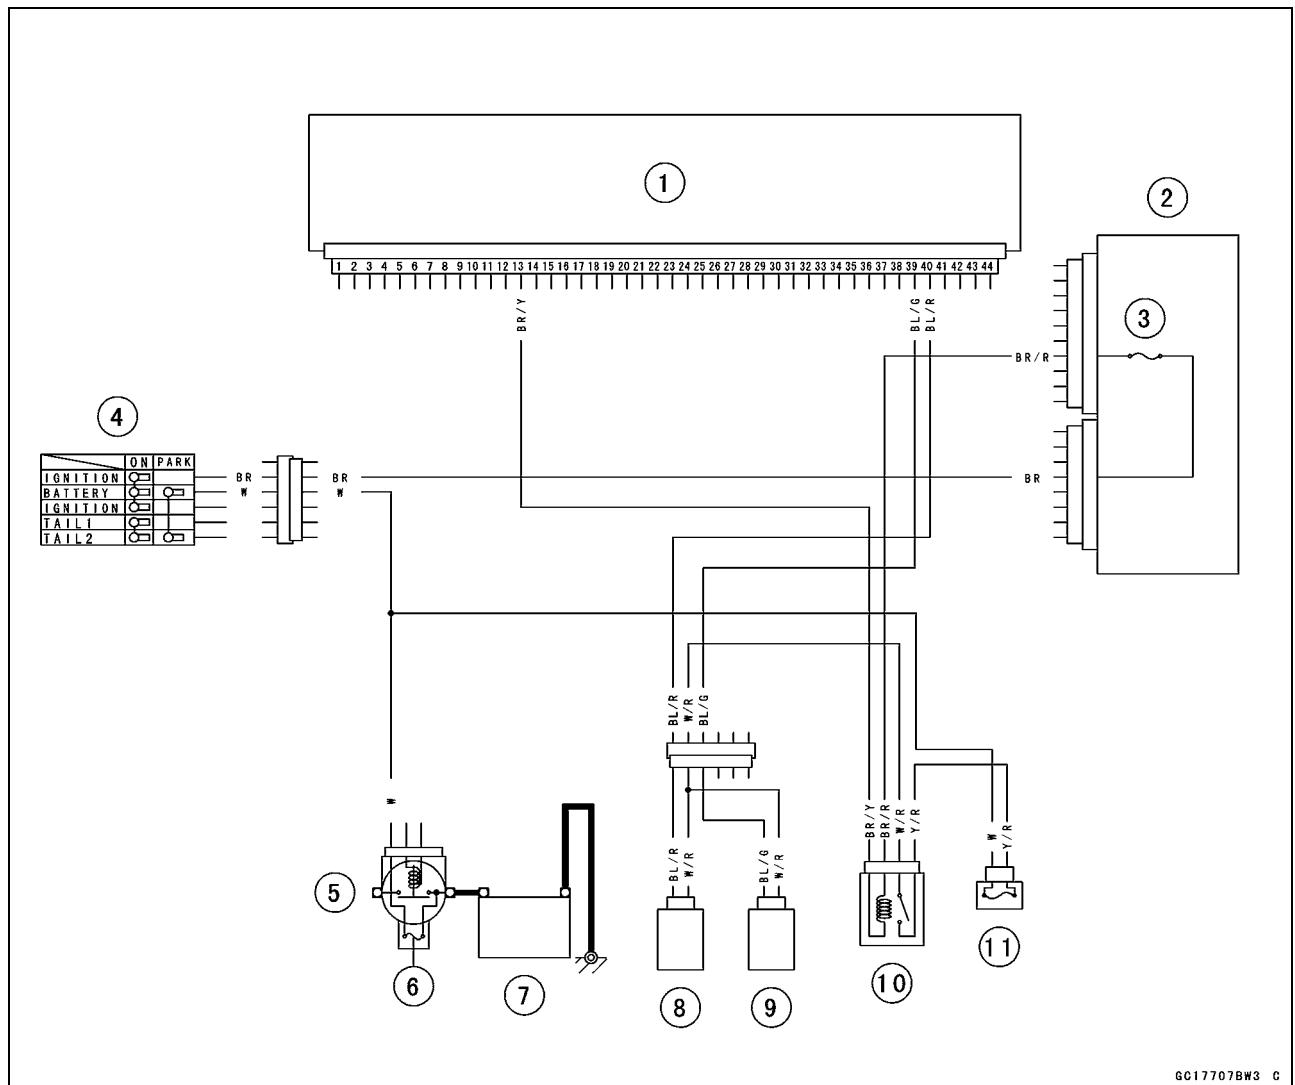 1
2
1 2 3 4 5 6 7 8 9 10 11 12 13 14 15 16 17 18 19 20 21 22 23 24 25 26 27 28 29 30 31 32 33 34 35 36 37 38 39 40 41 42 43 44
BR/Y
BL/G
BL/R
3
BR/R
4
ON PARK
IGNITION
BATTERY
IGNITION
TAIL1
TAIL2
BR
W
BR
W
BR
BL/R
W/R
BL/G
W
BL/R
W/R
BL/G
W/R
BR/Y
BR/R
W/R
Y/R
W
Y/R
5
6
7
8
9
10
11
GC17707BW3 C